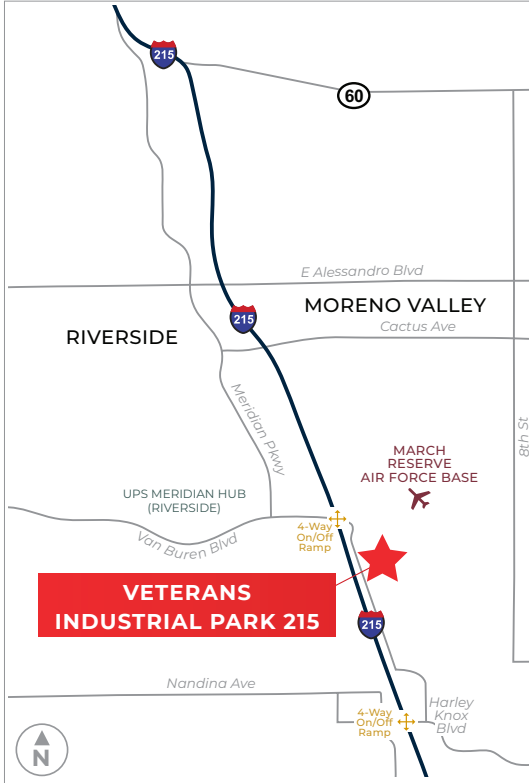 215
60
E Alessandro Blvd
MORENO VALLEY
215
RIVERSIDE
Cactus Ave
Meridian Pkwy
8th St
MARCH
RESERVE
AIR FORCE BASE
UPS MERIDIAN HUB
(RIVERSIDE)
4-Way
On/Off
Ramp
Van Buren Blvd
VETERANS
INDUSTRIAL PARK 215
215
Nandina Ave
Harley
Knox
Blvd
4-Way
On/Off
Ramp
N